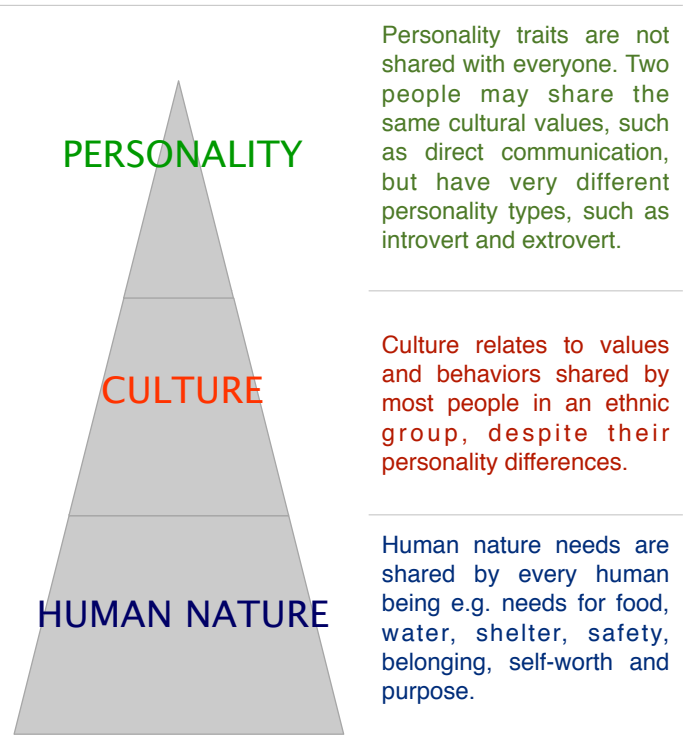 PERSONALITY
Personality traits are not
shared with everyone. Two
people may share the
same cultural values, such
as direct communication,
but have very different
personality types, such as
introvert and extrovert.
CULTURE
Culture relates to values
and behaviors shared by
most people in an ethnic
group, despite their
personality differences.
HUMAN NATURE
Human nature needs are
shared by every human
being e.g. needs for food,
water, shelter, safety,
belonging, self-worth and
purpose.